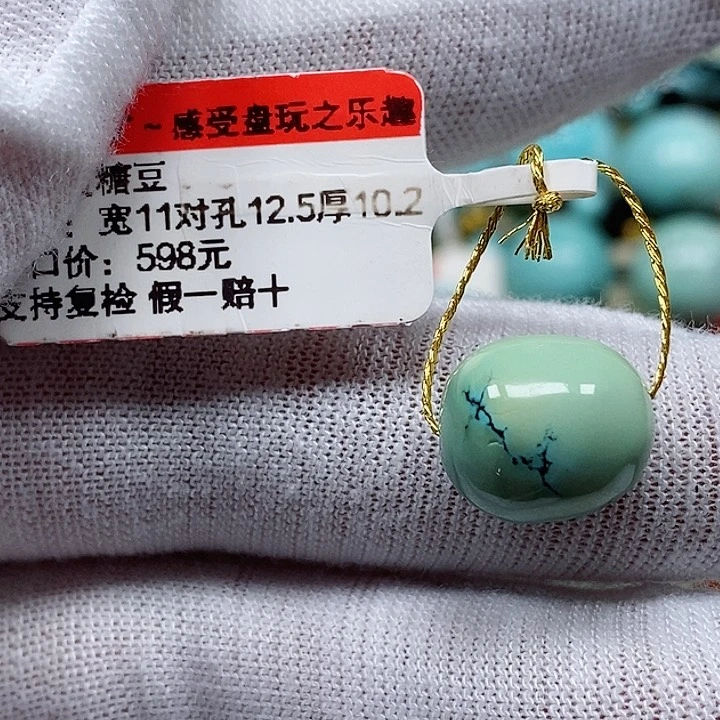 ~感受盘玩之乐趣
糖豆
宽11对孔12.5厚10.2
口价：598元
支持复检 假一赔十